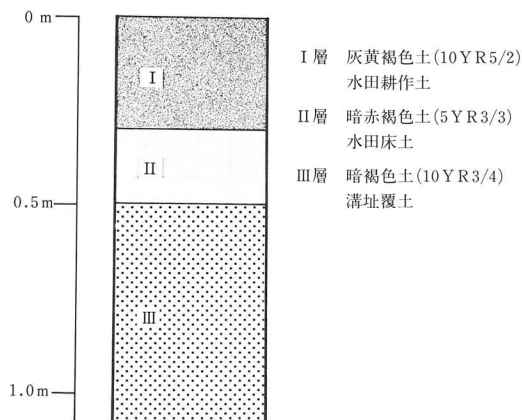 0 m
0.5m
1.0m
I
II
III
I層 灰黄褐色土(10YR5/2)
水田耕作土
II層 暗赤褐色土(5YR3/3)
水田床土
III層 暗褐色土(10YR3/4)
溝址覆土